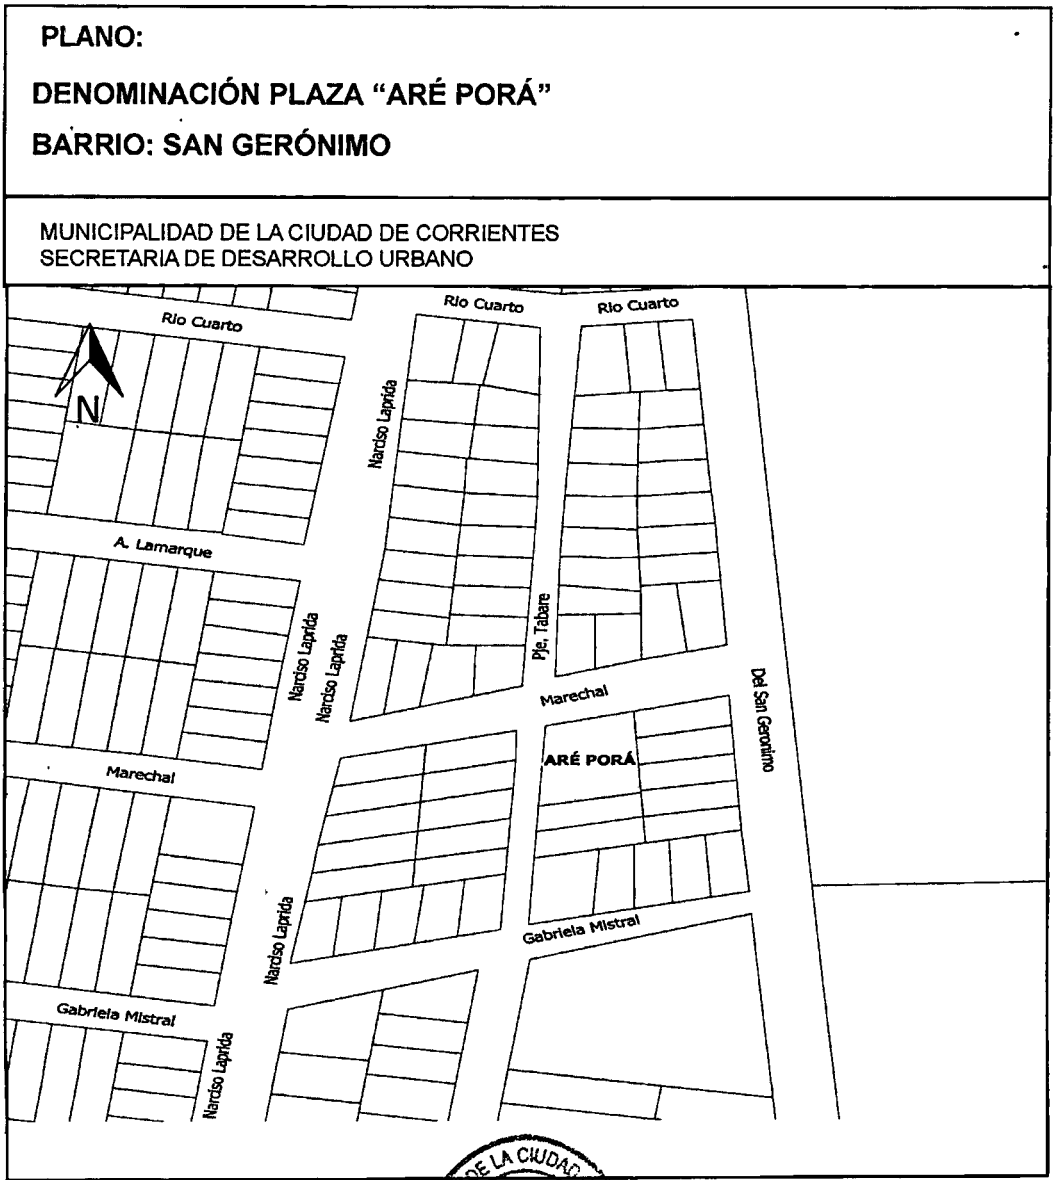 PLANO:
DENOMINACIÓN PLAZA “ARÉ PORÁ”
BARRIO: SAN GERÓNIMO
MUNICIPALIDAD DE LA CIUDAD DE CORRIENTES
SECRETARIA DE DESARROLLO URBANO
Rio Cuarto
Rio Cuarto
Rio Cuarto
N
Narciso Laprida
A. Lamarque
Pje. Tabare
Narciso Laprida
Narciso Laprida
Marechal
Del San Geronimo
ARÉ PORÁ
Marechal
Narciso Laprida
Gabriela Mistral
Gabriela Mistral
Narciso Laprida
DE LA CIUDAD